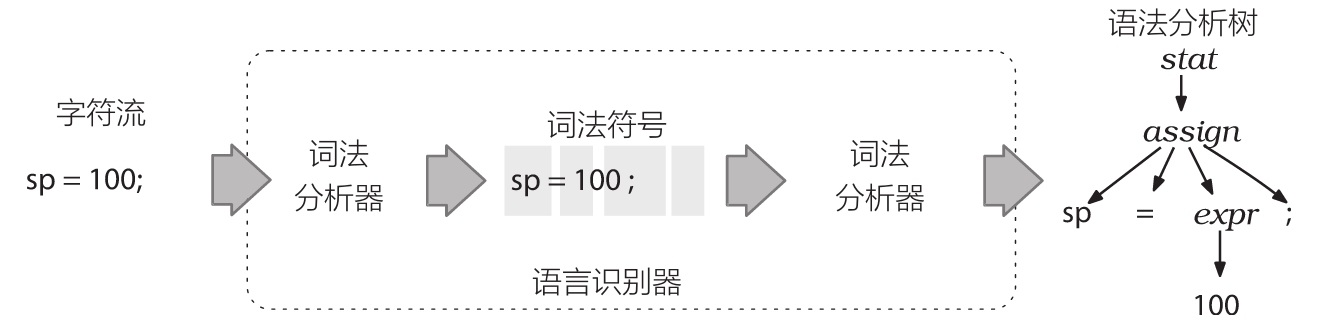 字符流
sp = 100;
词法
分析器
词法符号
sp = 100 ;
词法
分析器
语言识别器
语法分析树
stat
assign
sp = expr ;
100